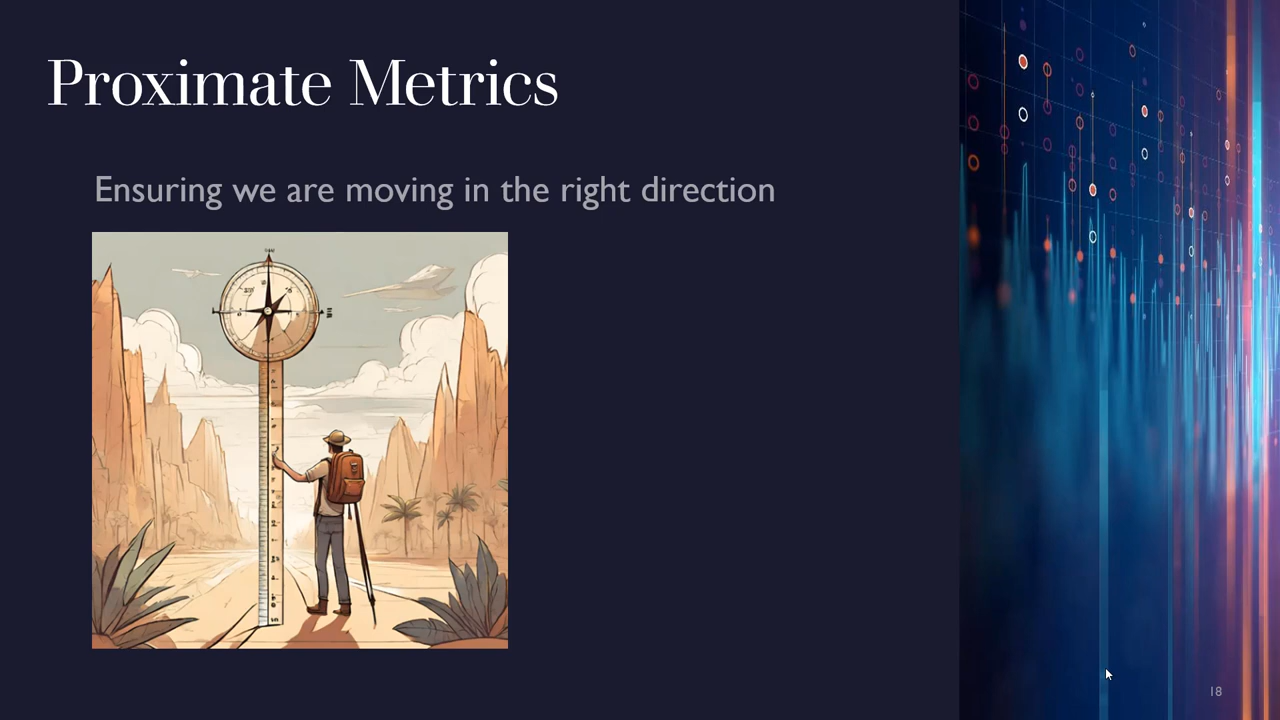 Proximate Metrics
Ensuring we are moving in the right direction
18